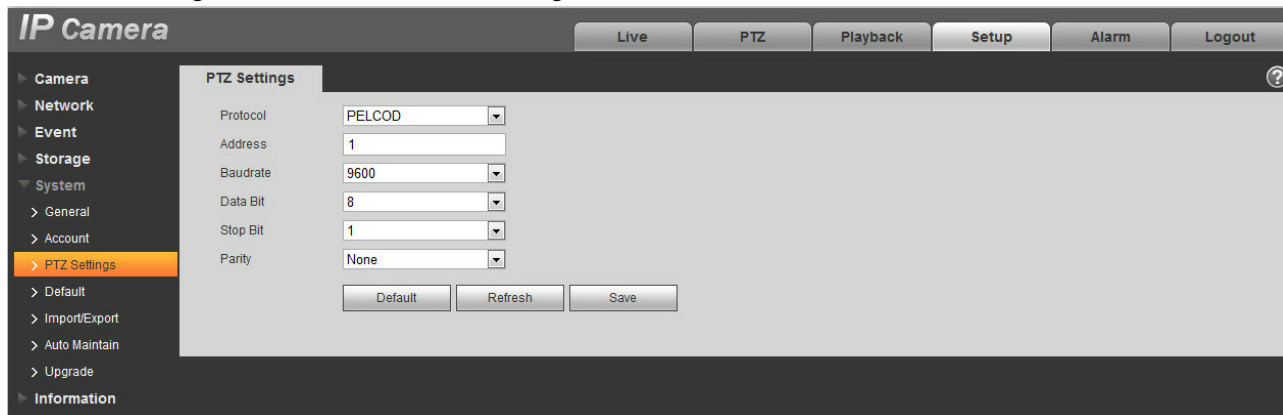 IP Camera
Live PTZ Playback Setup Alarm Logout
Camera
Network
Event
Storage
System
> General
> Account
> PTZ Settings
> Default
> Import/Export
> Auto Maintain
> Upgrade
Information
PTZ Settings
?
Protocol PELCOD
Address 1
Baudrate 9600
Data Bit 8
Stop Bit 1
Parity None
Default Refresh Save